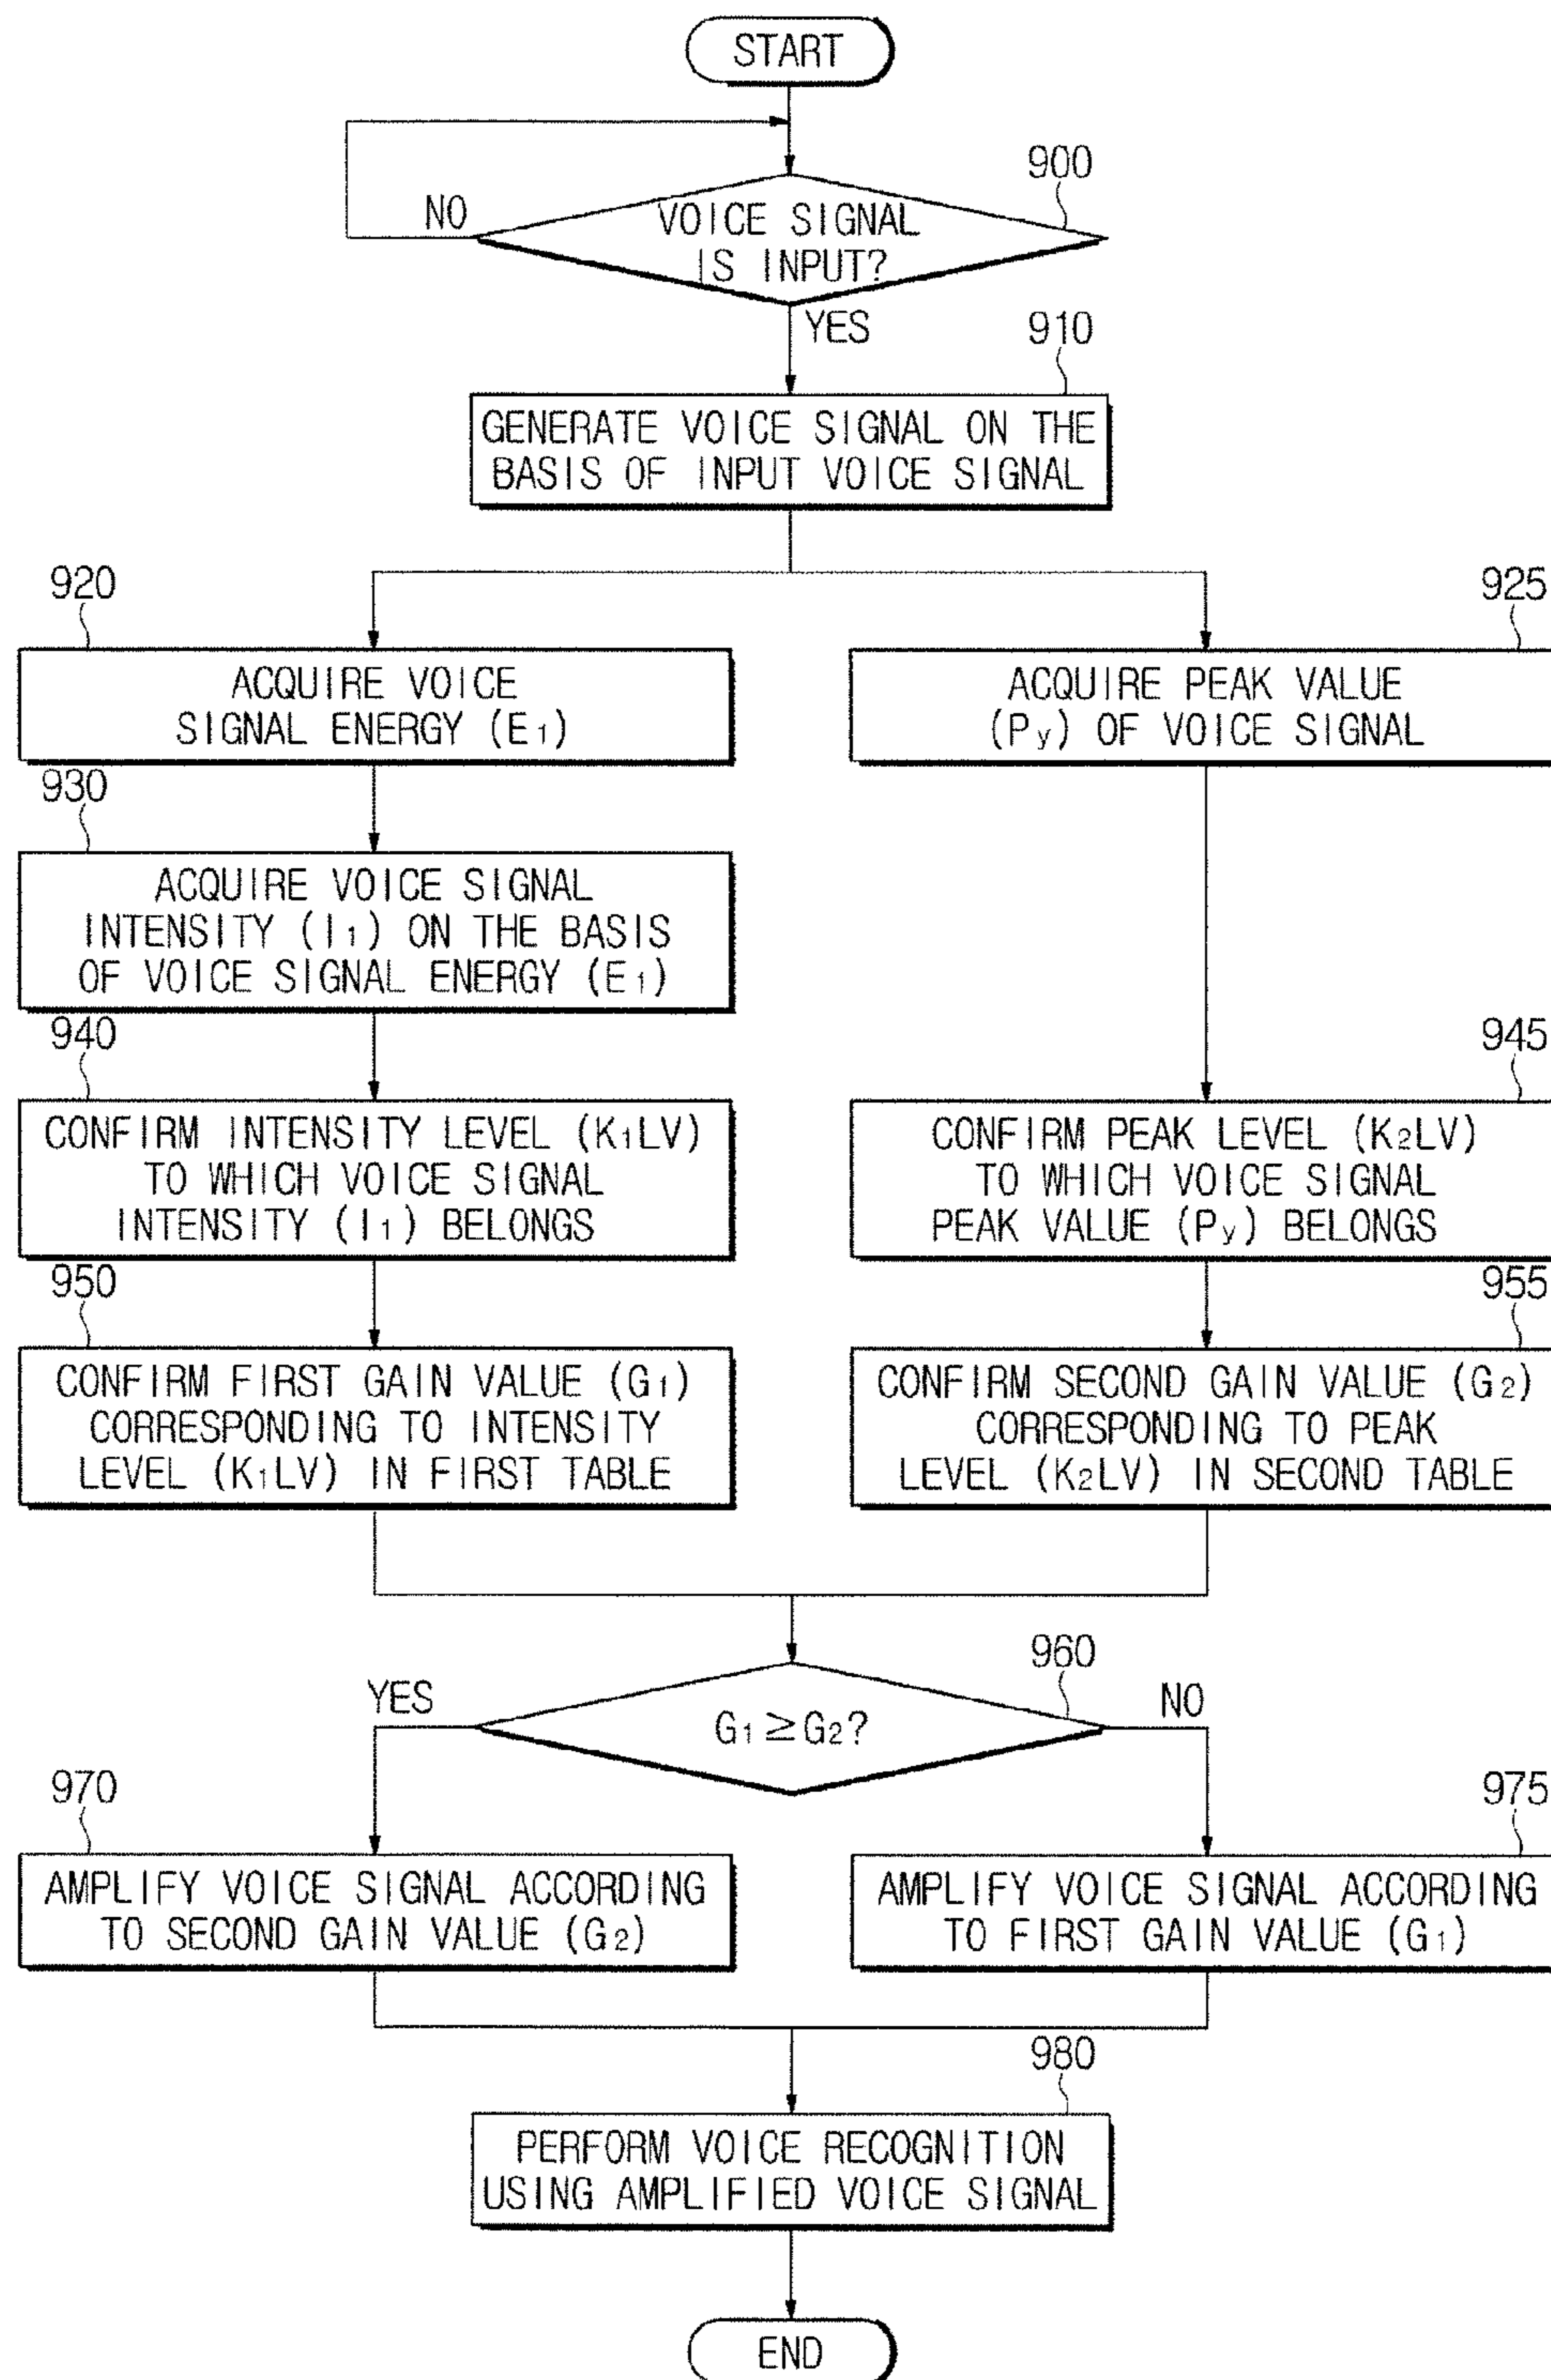 START
900
NO
VOICE SIGNAL
IS INPUT?
YES
910
GENERATE VOICE SIGNAL ON THE
BASIS OF INPUT VOICE SIGNAL
920
ACQUIRE VOICE
SIGNAL ENERGY (E1)
925
ACQUIRE PEAK VALUE
(Py) OF VOICE SIGNAL
930
ACQUIRE VOICE SIGNAL
INTENSITY (I1) ON THE BASIS
OF VOICE SIGNAL ENERGY (E1)
940
CONFIRM INTENSITY LEVEL (K1LV)
TO WHICH VOICE SIGNAL
INTENSITY (I1) BELONGS
945
CONFIRM PEAK LEVEL (K2LV)
TO WHICH VOICE SIGNAL
PEAK VALUE (Py) BELONGS
950
CONFIRM FIRST GAIN VALUE (G1)
CORRESPONDING TO INTENSITY
LEVEL (K1LV) IN FIRST TABLE
955
CONFIRM SECOND GAIN VALUE (G2)
CORRESPONDING TO PEAK
LEVEL (K2LV) IN SECOND TABLE
960
YES
G1≥G2?
NO
970
AMPLIFY VOICE SIGNAL ACCORDING
TO SECOND GAIN VALUE (G2)
975
AMPLIFY VOICE SIGNAL ACCORDING
TO FIRST GAIN VALUE (G1)
980
PERFORM VOICE RECOGNITION
USING AMPLIFIED VOICE SIGNAL
END